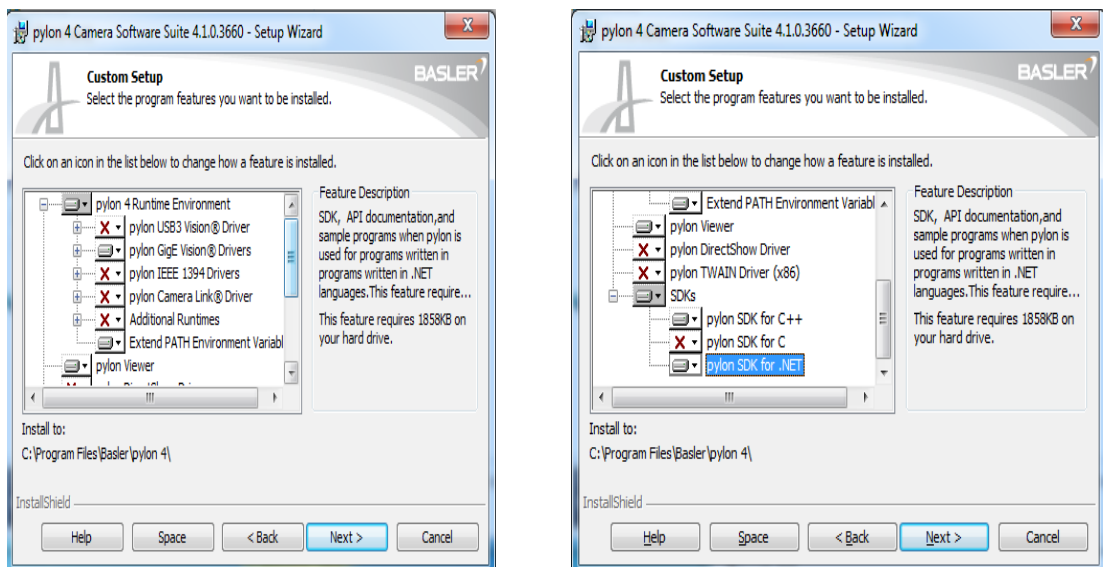 pylon 4 Camera Software Suite 4.1.0.3660 - Setup Wizard
Custom Setup
Select the program features you want to be installed.
BASLER
Click on an icon in the list below to change how a feature is installed.
pylon 4 Runtime Environment
pylon USB3 Vision® Driver
pylon GigE Vision® Drivers
pylon IEEE 1394 Drivers
pylon Camera Link® Driver
Additional Runtimes
Extend PATH Environment Variabl
pylon Viewer
Feature Description
SDK, API documentation,and
sample programs when pylon is
used for programs written in
programs written in .NET
languages.This feature require...
This feature requires 1858KB on
your hard drive.
Install to:
C:\Program Files\Basler\pylon 4\
InstallShield
Help Space < Back Next > Cancel
pylon 4 Camera Software Suite 4.1.0.3660 - Setup Wizard
Custom Setup
Select the program features you want to be installed.
BASLER
Click on an icon in the list below to change how a feature is installed.
Extend PATH Environment Variabl
pylon Viewer
pylon DirectShow Driver
pylon TWAIN Driver (x86)
SDKs
pylon SDK for C++
pylon SDK for C
pylon SDK for .NET
Feature Description
SDK, API documentation,and
sample programs when pylon is
used for programs written in
programs written in .NET
languages.This feature require...
This feature requires 1858KB on
your hard drive.
Install to:
C:\Program Files\Basler\pylon 4\
InstallShield
Help Space < Back Next > Cancel